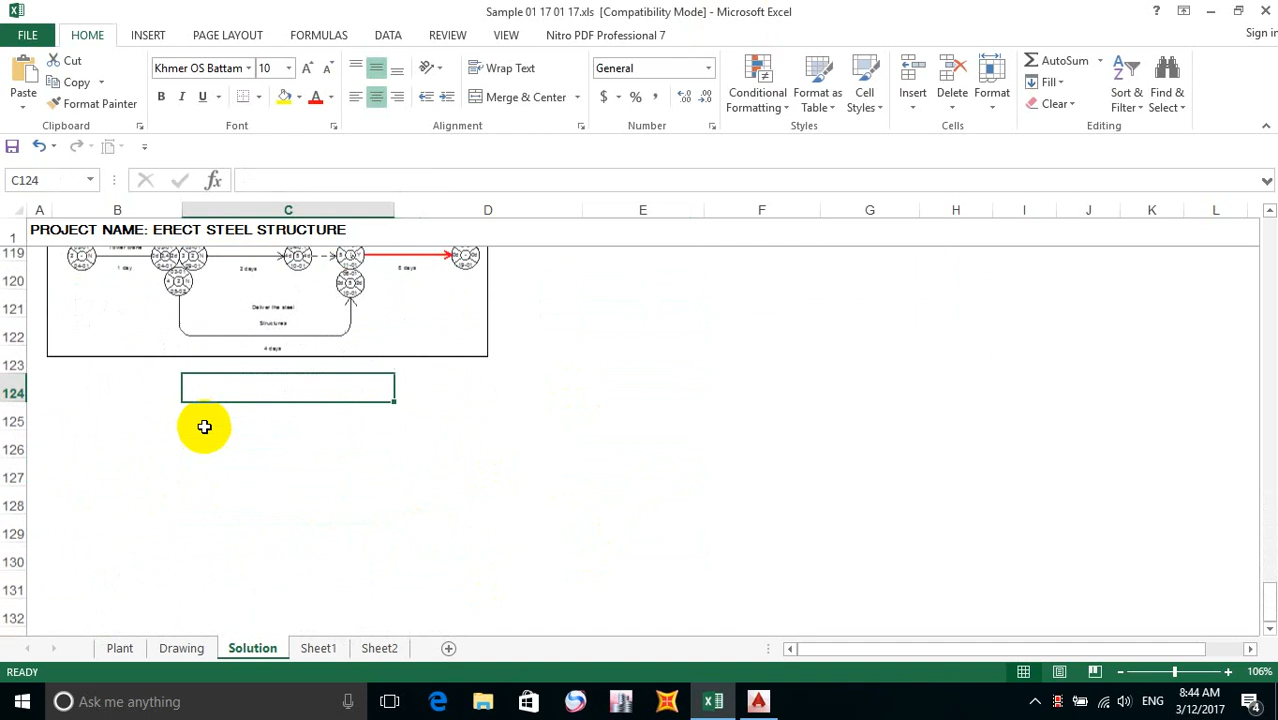 Sample 01 17 01 17.xls  [Compatibility Mode] - Microsoft Excel
?
FILE HOME INSERT PAGE LAYOUT FORMULAS DATA REVIEW VIEW Nitro PDF Professional 7 Sign in
Paste Cut Copy Format Painter
Clipboard
Khmer OS Battam 10
B I U A
Font
Wrap Text
Merge & Center
Alignment
General
$ % ,
Number
Conditional Formatting Format as Table Cell Styles
Styles
Insert Delete Format
Cells
AutoSum Fill Clear
Sort & Filter Find & Select
Editing
C124 fx
A B C D E F G H I J K L
1 PROJECT NAME: ERECT STEEL STRUCTURE
119
1 day 2 days
120
121 Deliver the steel
Structures
122
4 days
123
124
125
126
127
128
129
130
131
132
Plant Drawing Solution Sheet1 Sheet2
READY 106%
Ask me anything
ENG
8:44 AM
3/12/2017
4